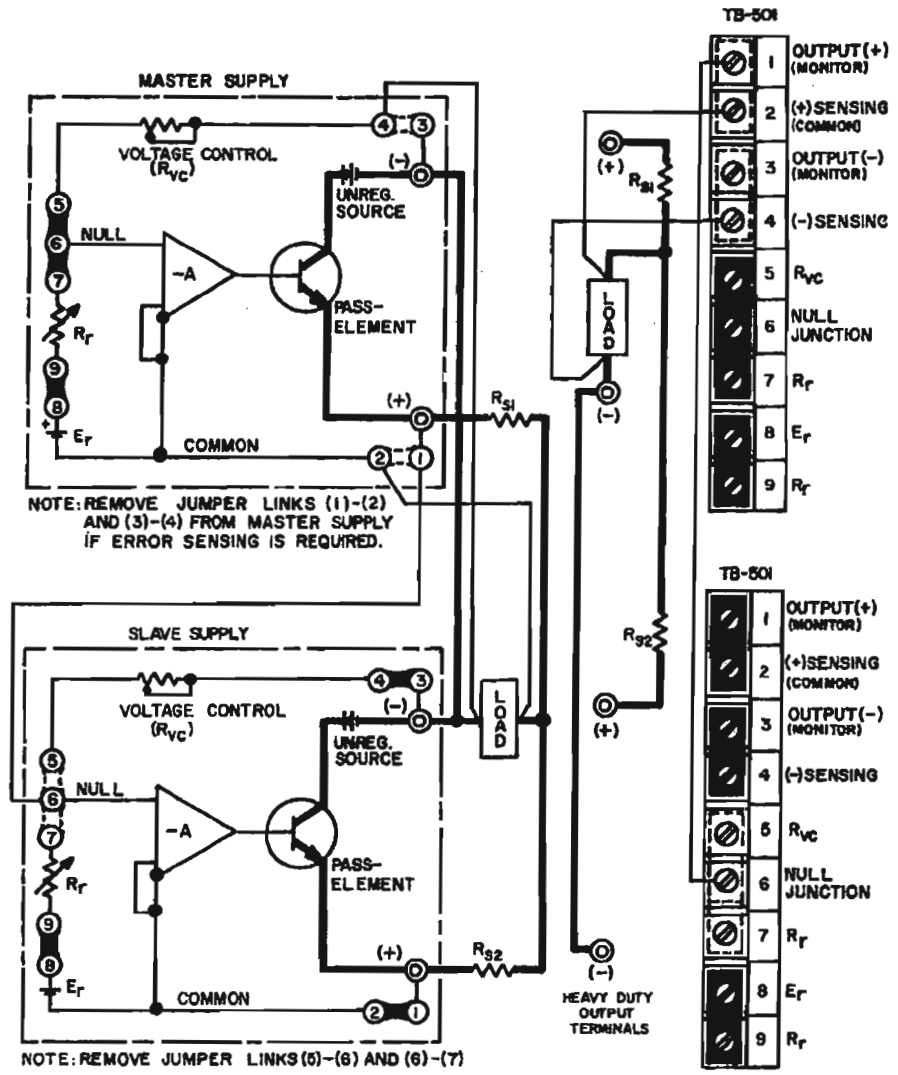 MASTER SUPPLY
4
3
VOLTAGE CONTROL
(RVC)
(-)
UNREG.
SOURCE
5
6
NULL
7
-A
PASS-
ELEMENT
Rr
9
8
+
Er
COMMON
(+)
RS1
2
1
NOTE: REMOVE JUMPER LINKS (1)-(2)
AND (3)-(4) FROM MASTER SUPPLY
IF ERROR SENSING IS REQUIRED.
SLAVE SUPPLY
4
3
VOLTAGE CONTROL
(RVC)
(-)
UNREG.
SOURCE
LOAD
5
6
NULL
7
-A
PASS-
ELEMENT
Rr
9
8
Er
COMMON
(+)
RS2
2
1
NOTE: REMOVE JUMPER LINKS (5)-(6) AND (6)-(7)
(+)
RS1
LOAD
(-)
RS2
(+)
(-)
HEAVY DUTY
OUTPUT
TERMINALS
TB-501
1 OUTPUT (+)
(MONITOR)
2 (+) SENSING
(COMMON)
3 OUTPUT (-)
(MONITOR)
4 (-) SENSING
5 RVC
6 NULL
JUNCTION
7 Rr
8 Er
9 Rr
TB-501
1 OUTPUT (+)
(MONITOR)
2 (+) SENSING
(COMMON)
3 OUTPUT (-)
(MONITOR)
4 (-) SENSING
5 RVC
6 NULL
JUNCTION
7 Rr
8 Er
9 Rr